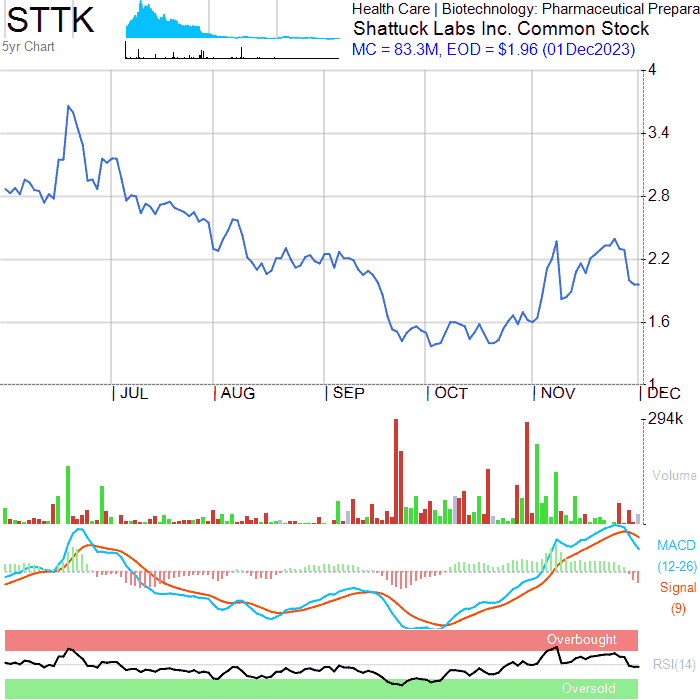 STTK
5yr Chart
Health Care | Biotechnology: Pharmaceutical Prepara
Shattuck Labs Inc. Common Stock
MC = 83.3M, EOD = $1.96 (01Dec2023)
4
3.4
2.8
2.2
1.6
1
JUL AUG SEP OCT NOV DEC
294k
Volume
MACD
(12-26)
Signal
(9)
Overbought
RSI(14)
Oversold